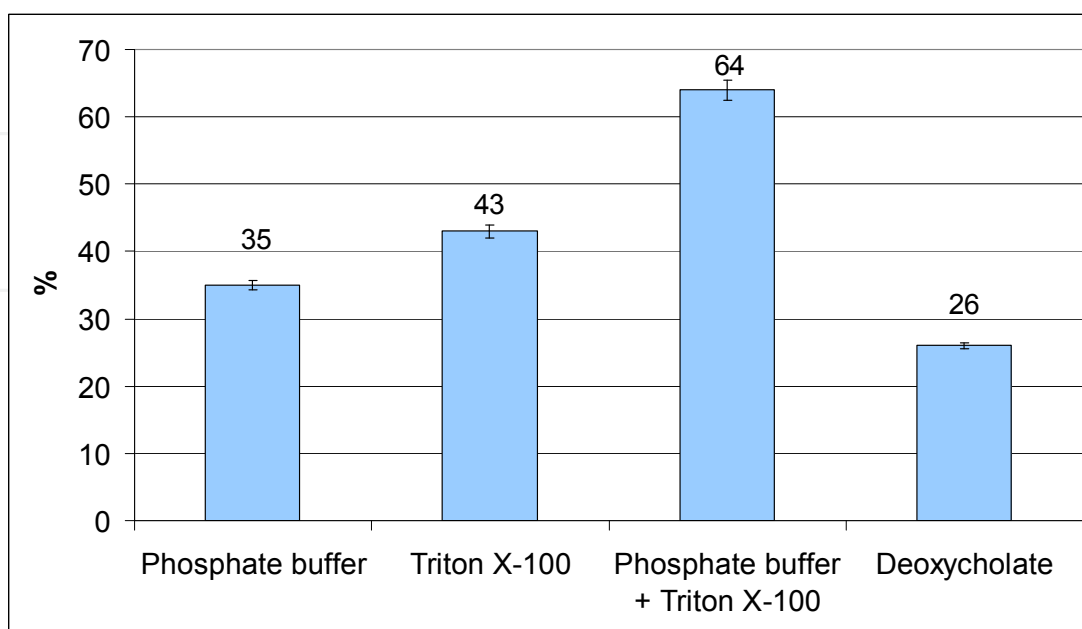 70
60
50
40
30
20
10
0
%
35
43
64
26
Phosphate buffer
Triton X-100
Phosphate buffer
+ Triton X-100
Deoxycholate